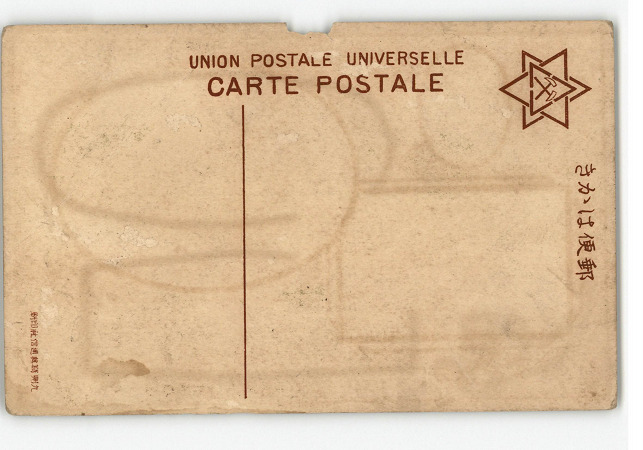 UNION POSTALE UNIVERSELLE
CARTE POSTALE
きかは便郵